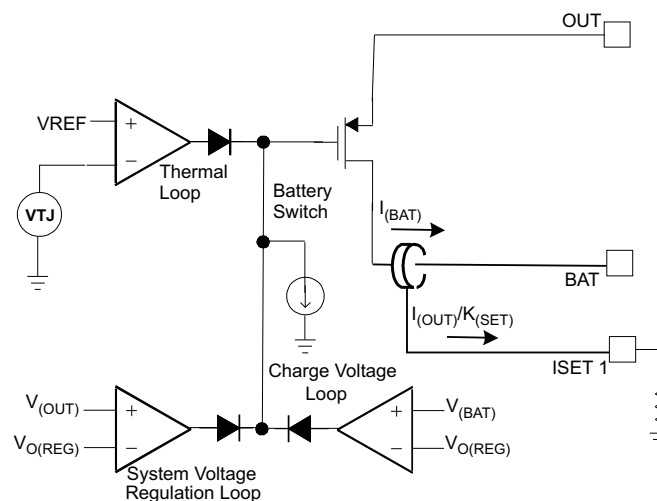 OUT
VREF
+
−
Thermal
Loop
VTJ
Battery
Switch
I(BAT)
BAT
I(OUT)/K(SET)
ISET 1
Charge Voltage
Loop
V(OUT)
+
VO(REG)
−
System Voltage
Regulation Loop
+
V(BAT)
−
VO(REG)